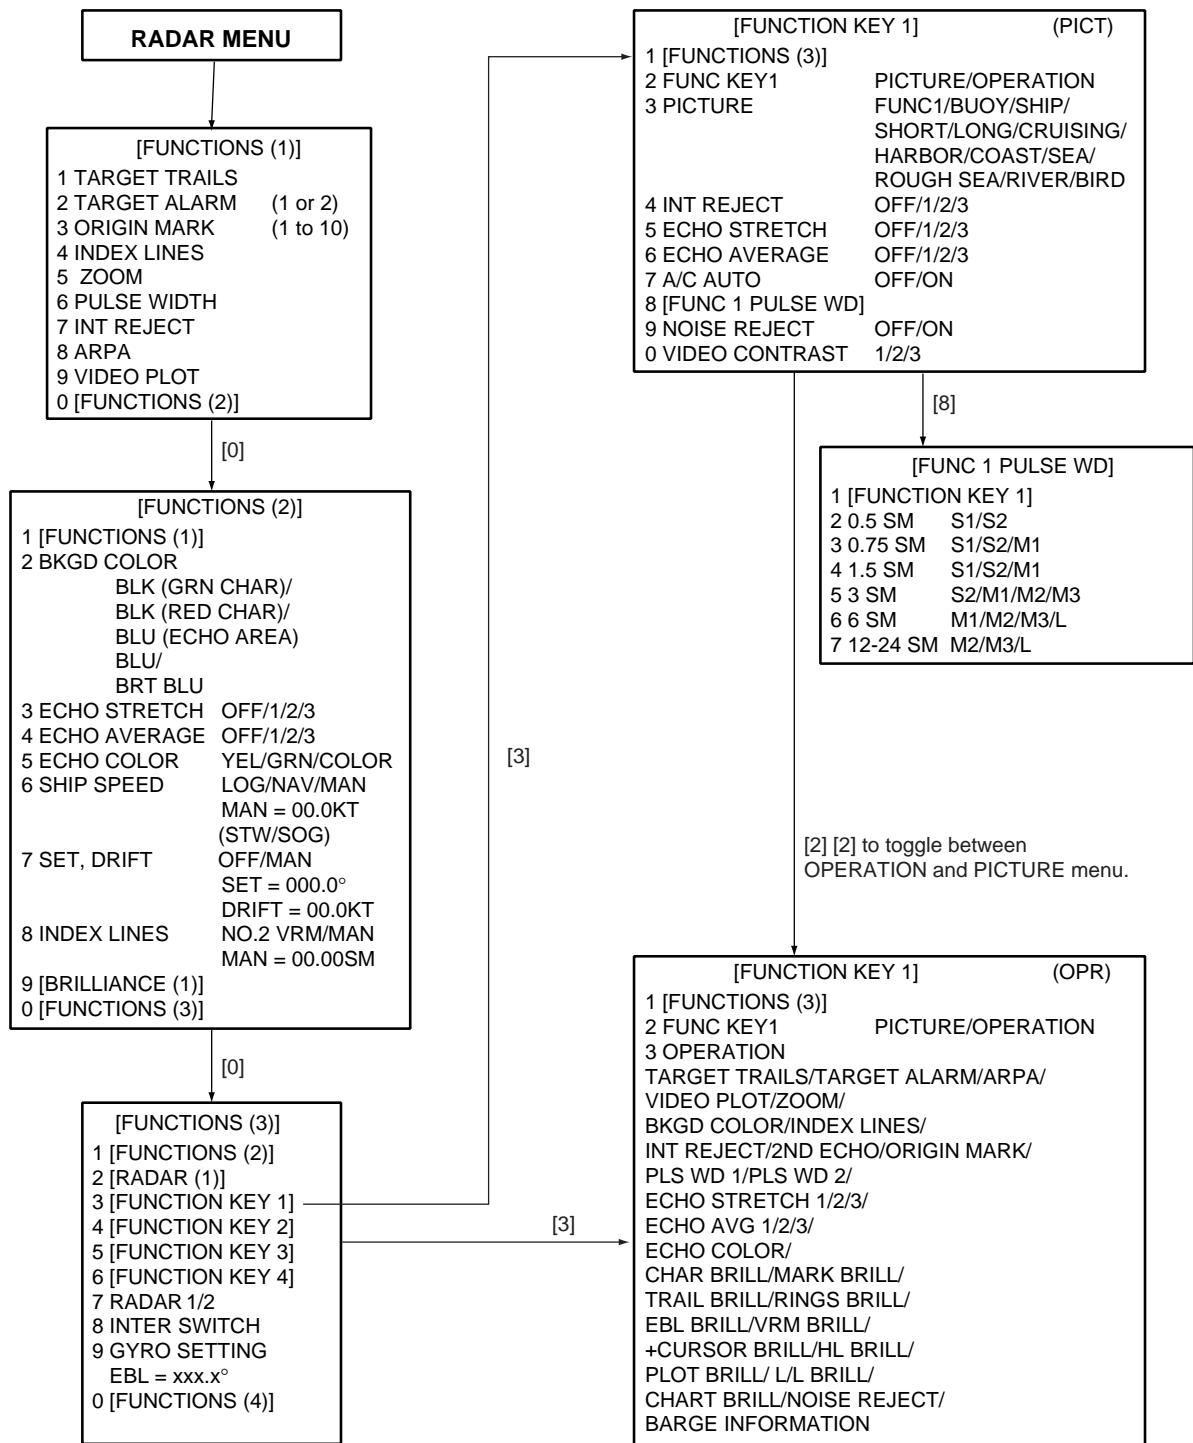 RADAR MENU
[FUNCTIONS (1)]
1 TARGET TRAILS
2 TARGET ALARM (1 or 2)
3 ORIGIN MARK (1 to 10)
4 INDEX LINES
5 ZOOM
6 PULSE WIDTH
7 INT REJECT
8 ARPA
9 VIDEO PLOT
0 [FUNCTIONS (2)]
[0]
[FUNCTIONS (2)]
1 [FUNCTIONS (1)]
2 BKGD COLOR
BLK (GRN CHAR)/
BLK (RED CHAR)/
BLU (ECHO AREA)
BLU/
BRT BLU
3 ECHO STRETCH OFF/1/2/3
4 ECHO AVERAGE OFF/1/2/3
5 ECHO COLOR YEL/GRN/COLOR
6 SHIP SPEED LOG/NAV/MAN
MAN = 00.0KT
(STW/SOG)
7 SET, DRIFT OFF/MAN
SET = 000.0°
DRIFT = 00.0KT
8 INDEX LINES NO.2 VRM/MAN
MAN = 00.00SM
9 [BRILLIANCE (1)]
0 [FUNCTIONS (3)]
[0]
[FUNCTIONS (3)]
1 [FUNCTIONS (2)]
2 [RADAR (1)]
3 [FUNCTION KEY 1]
4 [FUNCTION KEY 2]
5 [FUNCTION KEY 3]
6 [FUNCTION KEY 4]
7 RADAR 1/2
8 INTER SWITCH
9 GYRO SETTING
EBL = xxx.x°
0 [FUNCTIONS (4)]
[3]
[3]
[FUNCTION KEY 1] (PICT)
1 [FUNCTIONS (3)]
2 FUNC KEY1 PICTURE/OPERATION
3 PICTURE FUNC1/BUOY/SHIP/
SHORT/LONG/CRUISING/
HARBOR/COAST/SEA/
ROUGH SEA/RIVER/BIRD
4 INT REJECT OFF/1/2/3
5 ECHO STRETCH OFF/1/2/3
6 ECHO AVERAGE OFF/1/2/3
7 A/C AUTO OFF/ON
8 [FUNC 1 PULSE WD]
9 NOISE REJECT OFF/ON
0 VIDEO CONTRAST 1/2/3
[8]
[FUNC 1 PULSE WD]
1 [FUNCTION KEY 1]
2 0.5 SM S1/S2
3 0.75 SM S1/S2/M1
4 1.5 SM S1/S2/M1
5 3 SM S2/M1/M2/M3
6 6 SM M1/M2/M3/L
7 12-24 SM M2/M3/L
[2] [2] to toggle between
OPERATION and PICTURE menu.
[FUNCTION KEY 1] (OPR)
1 [FUNCTIONS (3)]
2 FUNC KEY1 PICTURE/OPERATION
3 OPERATION
TARGET TRAILS/TARGET ALARM/ARPA/
VIDEO PLOT/ZOOM/
BKGD COLOR/INDEX LINES/
INT REJECT/2ND ECHO/ORIGIN MARK/
PLS WD 1/PLS WD 2/
ECHO STRETCH 1/2/3/
ECHO AVG 1/2/3/
ECHO COLOR/
CHAR BRILL/MARK BRILL/
TRAIL BRILL/RINGS BRILL/
EBL BRILL/VRM BRILL/
+CURSOR BRILL/HL BRILL/
PLOT BRILL/ L/L BRILL/
CHART BRILL/NOISE REJECT/
BARGE INFORMATION